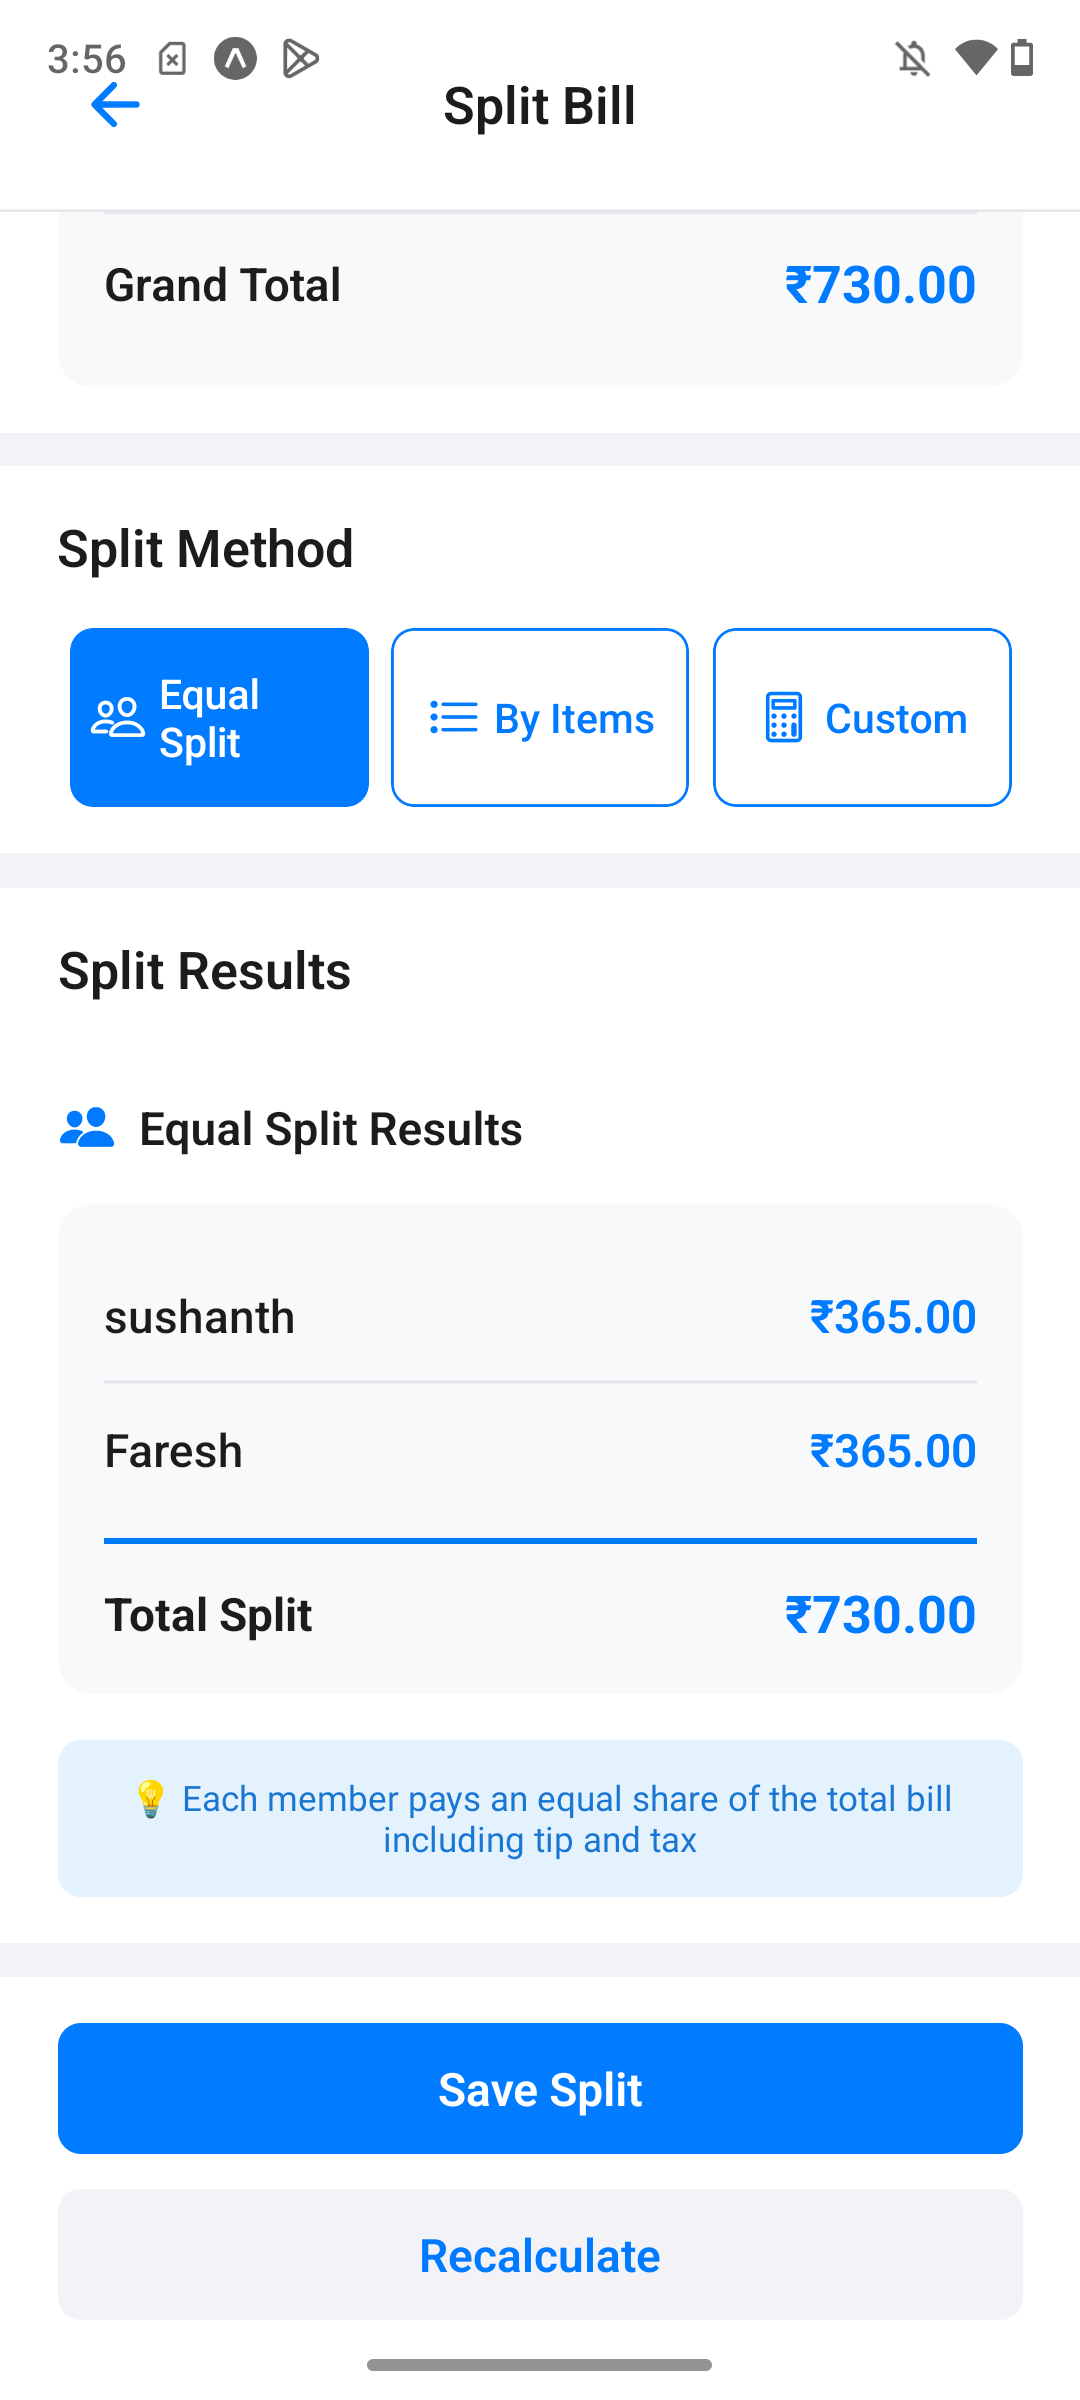 3:56
Split Bill
Grand Total ₹730.00
Split Method
Equal
Split
By Items
Custom
Split Results
Equal Split Results
sushanth ₹365.00
Faresh ₹365.00
Total Split ₹730.00
💡 Each member pays an equal share of the total bill
including tip and tax
Save Split
Recalculate